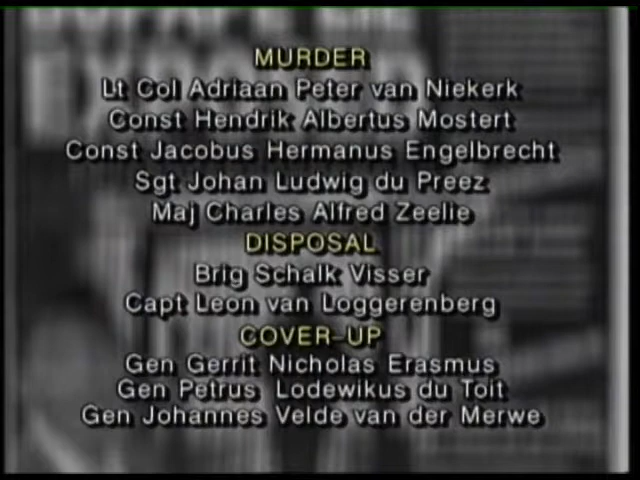 MURDER
Lt Col Adriaan Peter van Niekerk
Const Hendrik Albertus Mostert
Const Jacobus Hermanus Engelbrecht
Sgt Johan Ludwig du Preez
Maj Charles Alfred Zeelie
DISPOSAL
Brig Schalk Visser
Capt Leon van Loggerenberg
COVER-UP
Gen Gerrit Nicholas Erasmus
Gen Petrus Lodewikus du Toit
Gen Johannes Velde van der Merwe